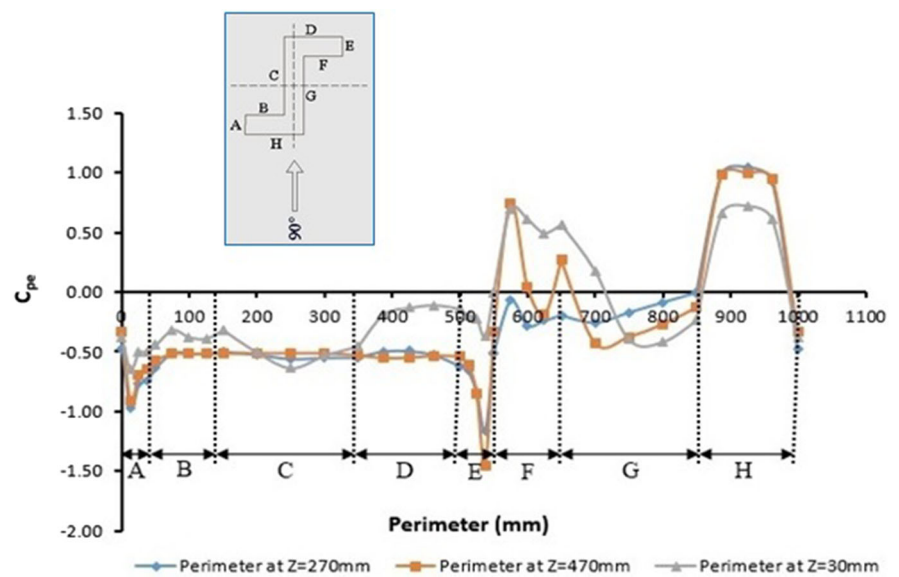 D
E
F
C
G
B
A
H
90°
1.50
1.00
0.50
0.00
-0.50
-1.00
-1.50
-2.00
Cpe
0 100 200 300 400 500 600 700 800 900 1000 1100
A B C D E F G H
Perimeter (mm)
Perimeter at Z=270mm Perimeter at Z=470mm Perimeter at Z=30mm